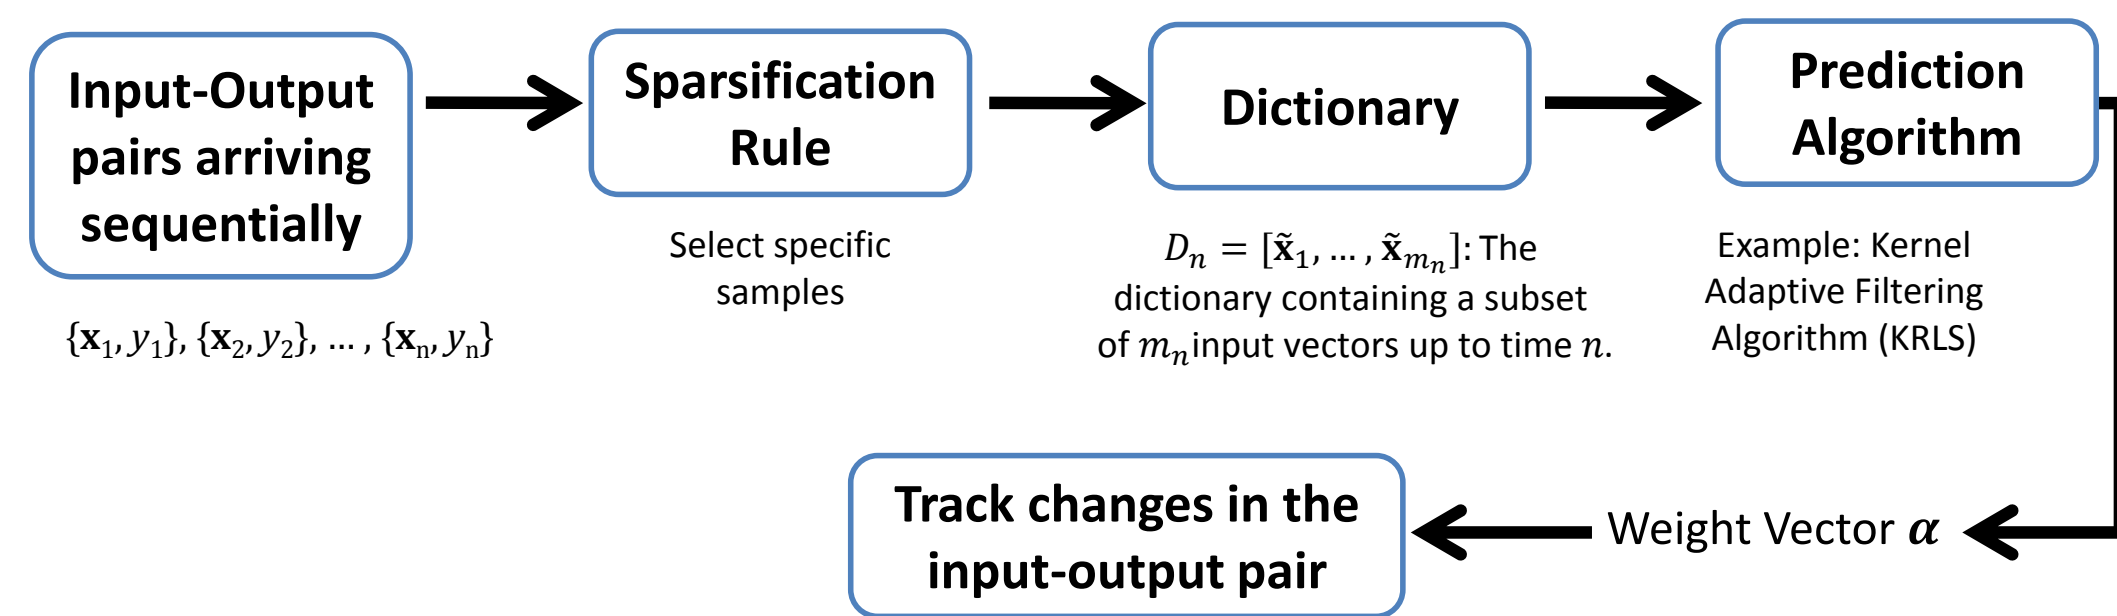 Input-Output
pairs arriving
sequentially
{𝐱₁, y₁}, {𝐱₂, y₂}, … , {𝐱ₙ, yₙ}
Sparsification
Rule
Select specific
samples
Dictionary
Dₙ = [𝐱̃₁, … , 𝐱̃ₘₙ]: The
dictionary containing a subset
of mₙ input vectors up to time n.
Prediction
Algorithm
Example: Kernel
Adaptive Filtering
Algorithm (KRLS)
Weight Vector 𝜶
Track changes in the
input-output pair